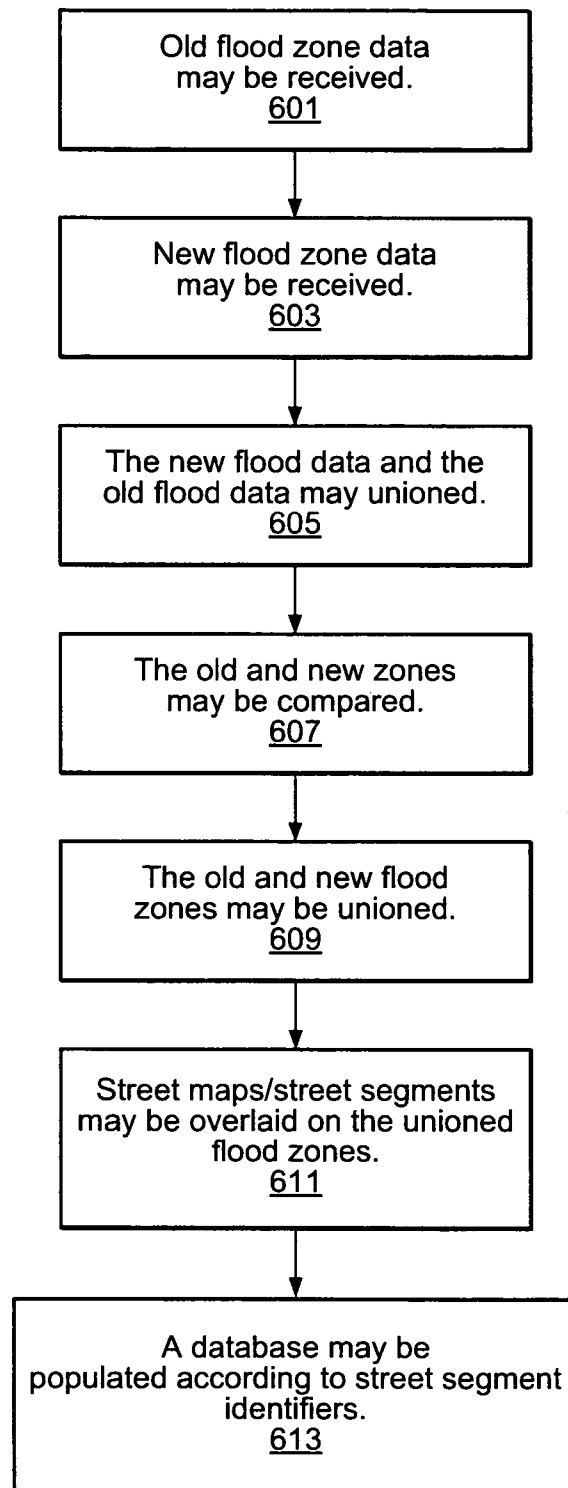 Old flood zone data
may be received.
601
New flood zone data
may be received.
603
The new flood data and the
old flood data may unioned.
605
The old and new zones
may be compared.
607
The old and new flood
zones may be unioned.
609
Street maps/street segments
may be overlaid on the unioned
flood zones.
611
A database may be
populated according to street segment
identifiers.
613